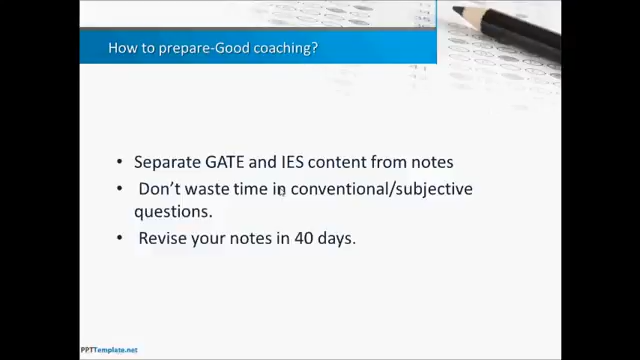 How to prepare-Good coaching?
• Separate GATE and IES content from notes
• Don't waste time in conventional/subjective
questions.
• Revise your notes in 40 days.
PPTTemplate.net